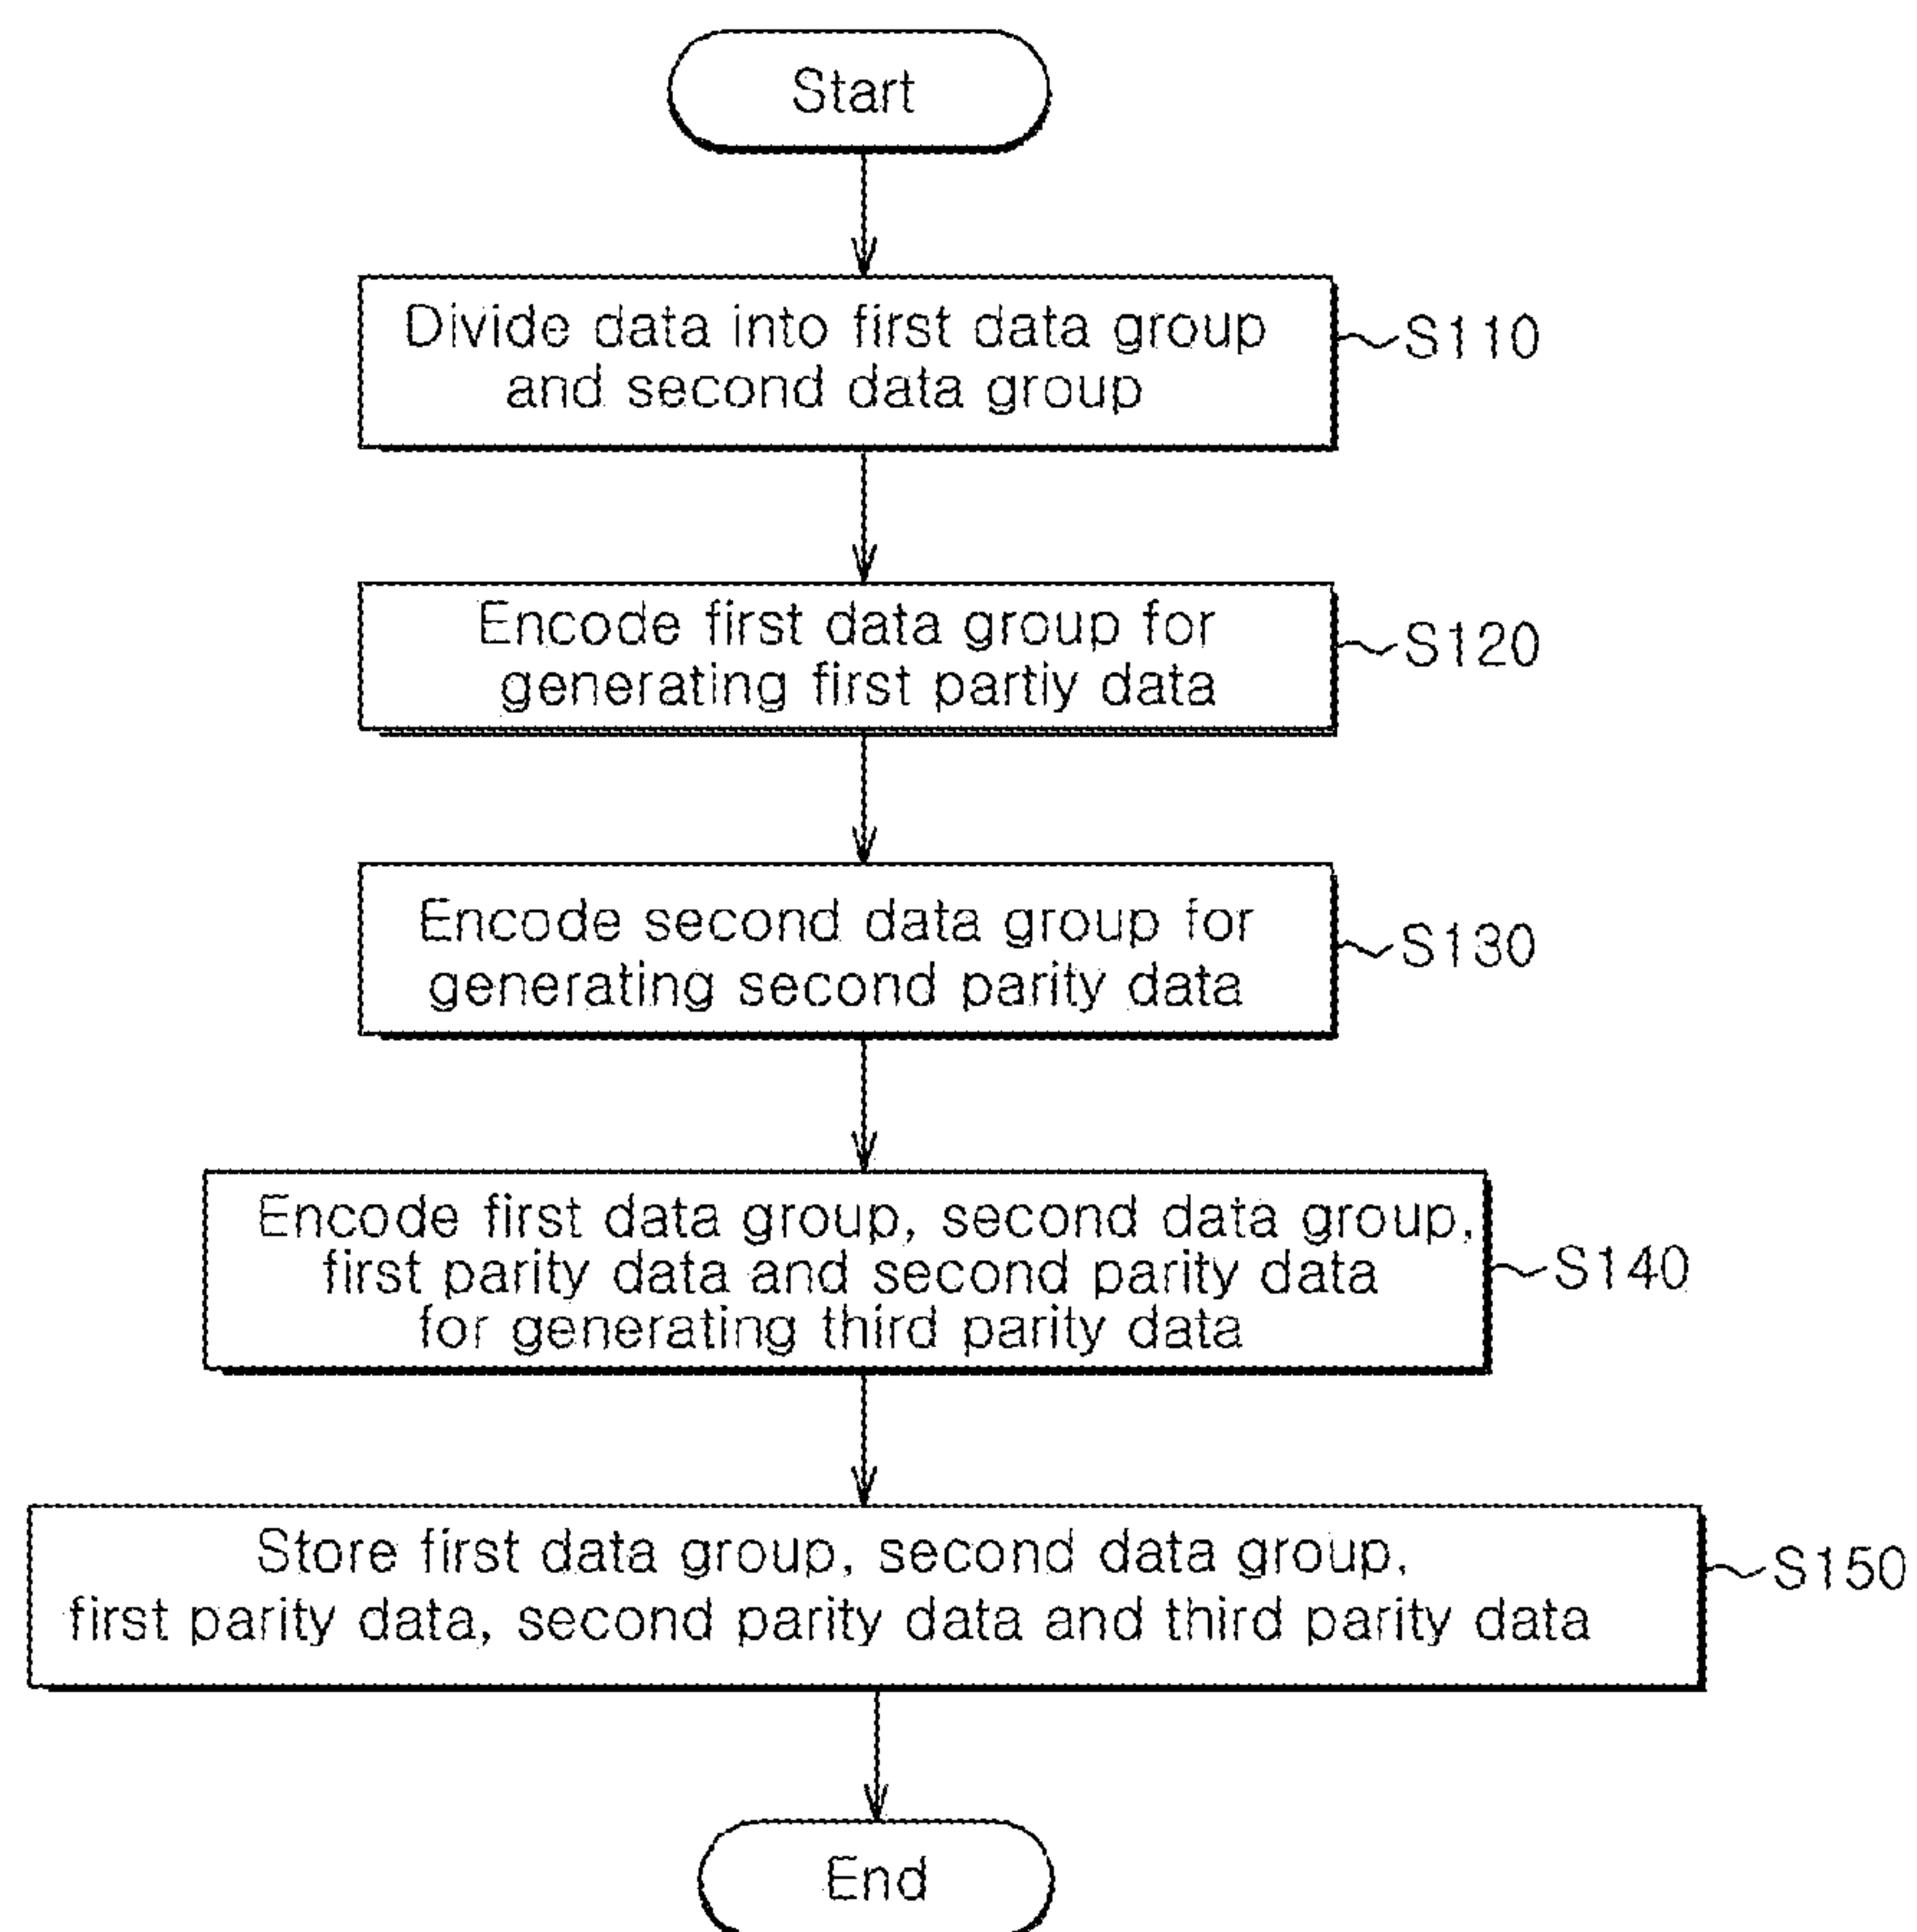 Start
Divide data into first data group
and second data group
S110
Encode first data group for
generating first partiy data
S120
Encode second data group for
generating second parity data
S130
Encode first data group, second data group,
first parity data and second parity data
for generating third parity data
S140
Store first data group, second data group,
first parity data, second parity data and third parity data
S150
End